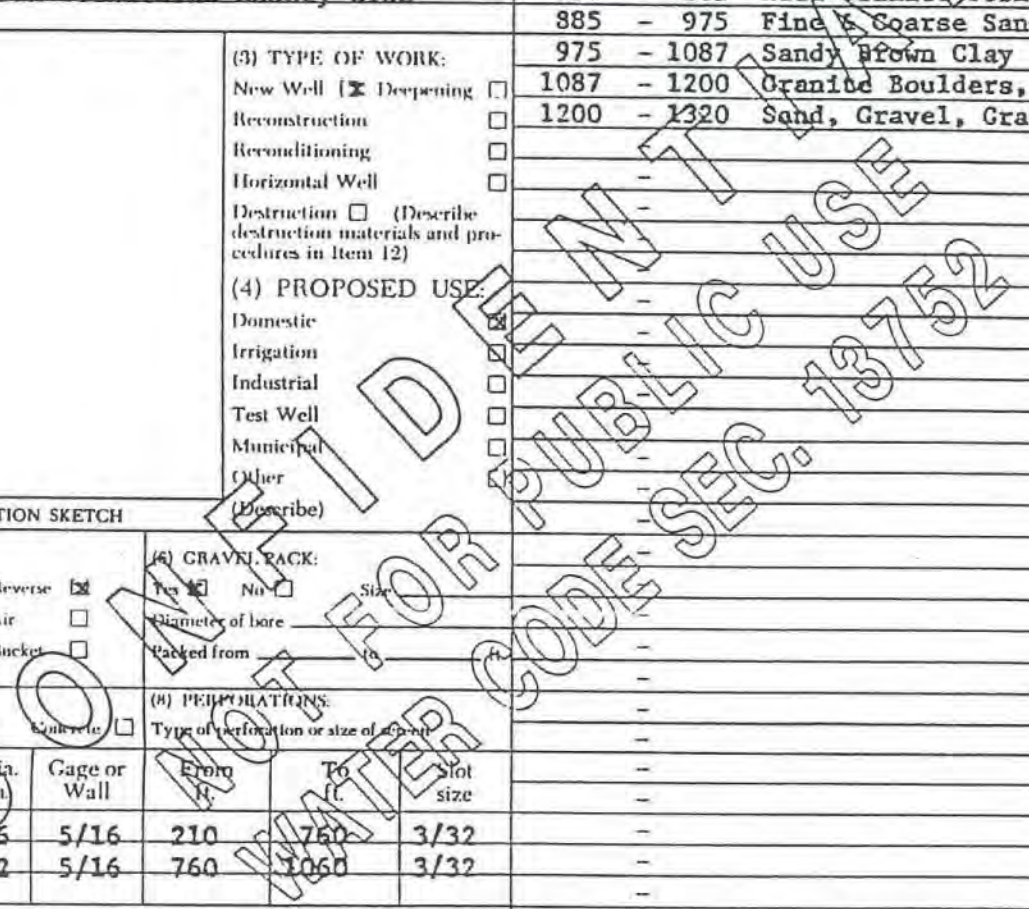 885 - 975 Fine & Coarse San
975 - 1087 Sandy Brown Clay
1087 - 1200 Granite Boulders,
1200 - 1320 Sand, Gravel, Gra
(3) TYPE OF WORK:
New Well Deepening
Reconstruction
Reconditioning
Horizontal Well
Destruction (Describe
destruction materials and pro-
cedures in Item 12)
(4) PROPOSED USE:
Domestic
Irrigation
Industrial
Test Well
Municipal
Other
(Describe)
TION SKETCH
(6) GRAVEL PACK:
Reverse
Yes No Size
Diameter of bore
Packed from to ft.
(8) PERFORATIONS:
Concrete
Type of perforation or size of screen
Gage or Wall
From ft.
To ft.
Slot size
5/16 210 760 3/32
5/16 760 1060 3/32
CONFIDENTIAL
NOT FOR PUBLIC USE
WATER CODE SEC. 13752